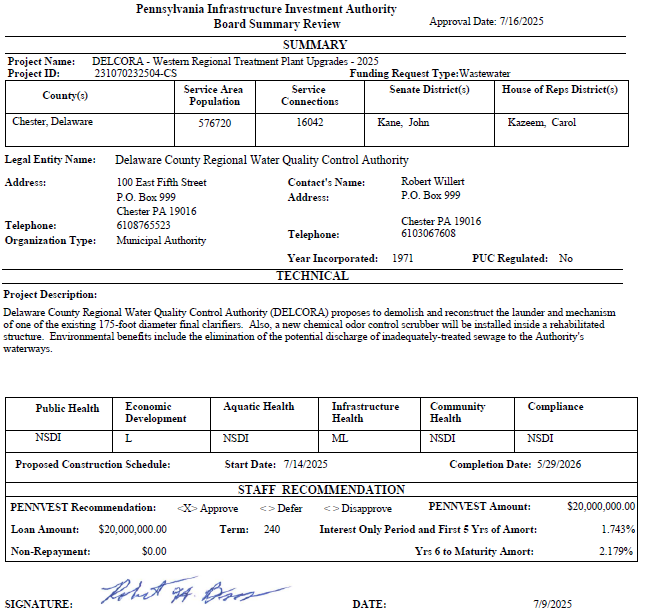 Pennsylvania Infrastructure Investment Authority
Board Summary Review
Approval Date: 7/16/2025
SUMMARY
Project Name: DELCORA - Western Regional Treatment Plant Upgrades - 2025
Project ID: 231070232504-CS Funding Request Type:Wastewater
County(s) Service Area Population Service Connections Senate District(s) House of Reps District(s)
Chester, Delaware 576720 16042 Kane, John Kazeem, Carol
Legal Entity Name: Delaware County Regional Water Quality Control Authority
Address: 100 East Fifth Street Contact's Name: Robert Willert
P.O. Box 999 Address: P.O. Box 999
Chester PA 19016 Chester PA 19016
Telephone: 6108765523 Telephone: 6103067608
Organization Type: Municipal Authority
Year Incorporated: 1971 PUC Regulated: No
TECHNICAL
Project Description:
Delaware County Regional Water Quality Control Authority (DELCORA) proposes to demolish and reconstruct the launder and mechanism
of one of the existing 175-foot diameter final clarifiers. Also, a new chemical odor control scrubber will be installed inside a rehabilitated
structure. Environmental benefits include the elimination of the potential discharge of inadequately-treated sewage to the Authority's
waterways.
Public Health Economic Development Aquatic Health Infrastructure Health Community Health Compliance
NSDI L NSDI ML NSDI NSDI
Proposed Construction Schedule: Start Date: 7/14/2025 Completion Date: 5/29/2026
STAFF RECOMMENDATION
PENNVEST Recommendation: <X> Approve < > Defer < > Disapprove PENNVEST Amount: $20,000,000.00
Loan Amount: $20,000,000.00 Term: 240 Interest Only Period and First 5 Yrs of Amort: 1.743%
Non-Repayment: $0.00 Yrs 6 to Maturity Amort: 2.179%
SIGNATURE: DATE: 7/9/2025